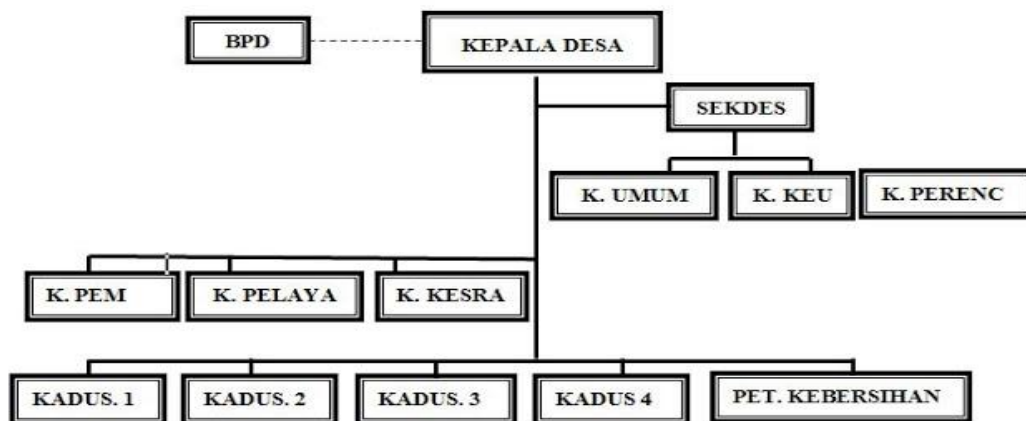 BPD
KEPALA DESA
SEKDES
K. UMUM
K. KEU
K. PERENC
K. PEM
K. PELAYA
K. KESRA
KADUS. 1
KADUS. 2
KADUS. 3
KADUS 4
PET. KEBERSIHAN